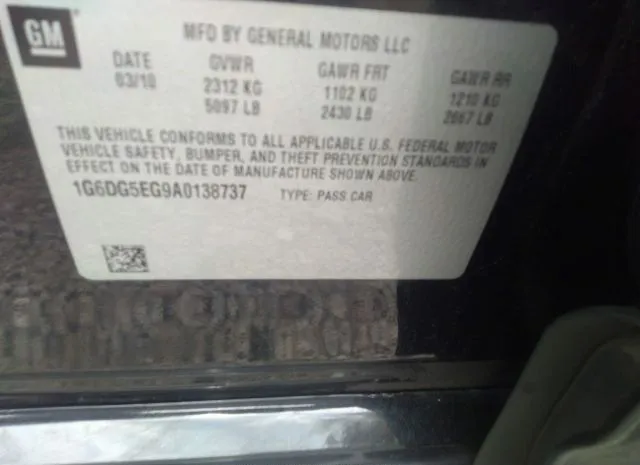 GM
MFD BY GENERAL MOTORS LLC
DATE GVWR GAWR FRT GAWR RR
03/10 2312 KG 1102 KG 1210 KG
5097 LB 2430 LB 2667 LB
THIS VEHICLE CONFORMS TO ALL APPLICABLE U.S. FEDERAL MOTOR
VEHICLE SAFETY, BUMPER, AND THEFT PREVENTION STANDARDS IN
EFFECT ON THE DATE OF MANUFACTURE SHOWN ABOVE.
1G6DG5EG9A0138737 TYPE: PASS CAR